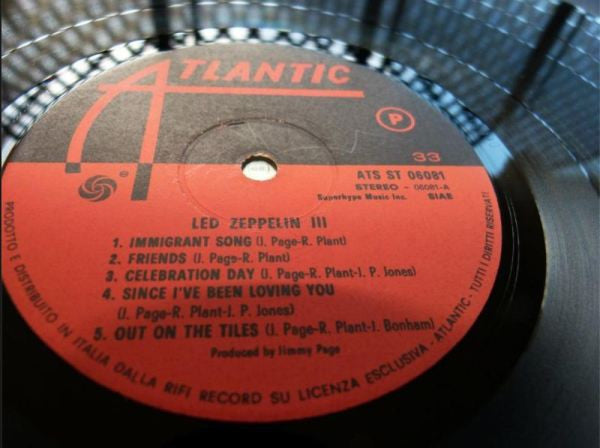 ATLANTIC
P
33
ATS ST 06081
STEREO - 06081-A
Superhype Music Inc. SIAE
LED ZEPPELIN III
1. IMMIGRANT SONG (J. Page-R. Plant)
2. FRIENDS (J. Page-R. Plant)
3. CELEBRATION DAY (J. Page-R. Plant-J. P. Jones)
4. SINCE I'VE BEEN LOVING YOU
(J. Page-R. Plant-J. P. Jones)
5. OUT ON THE TILES (J. Page-R. Plant-J. Bonham)
Produced by Jimmy Page
PRODOTTO E DISTRIBUITO IN ITALIA DALLA RIFI RECORD SU LICENZA ESCLUSIVA - ATLANTIC - TUTTI I DIRITTI RISERVATI